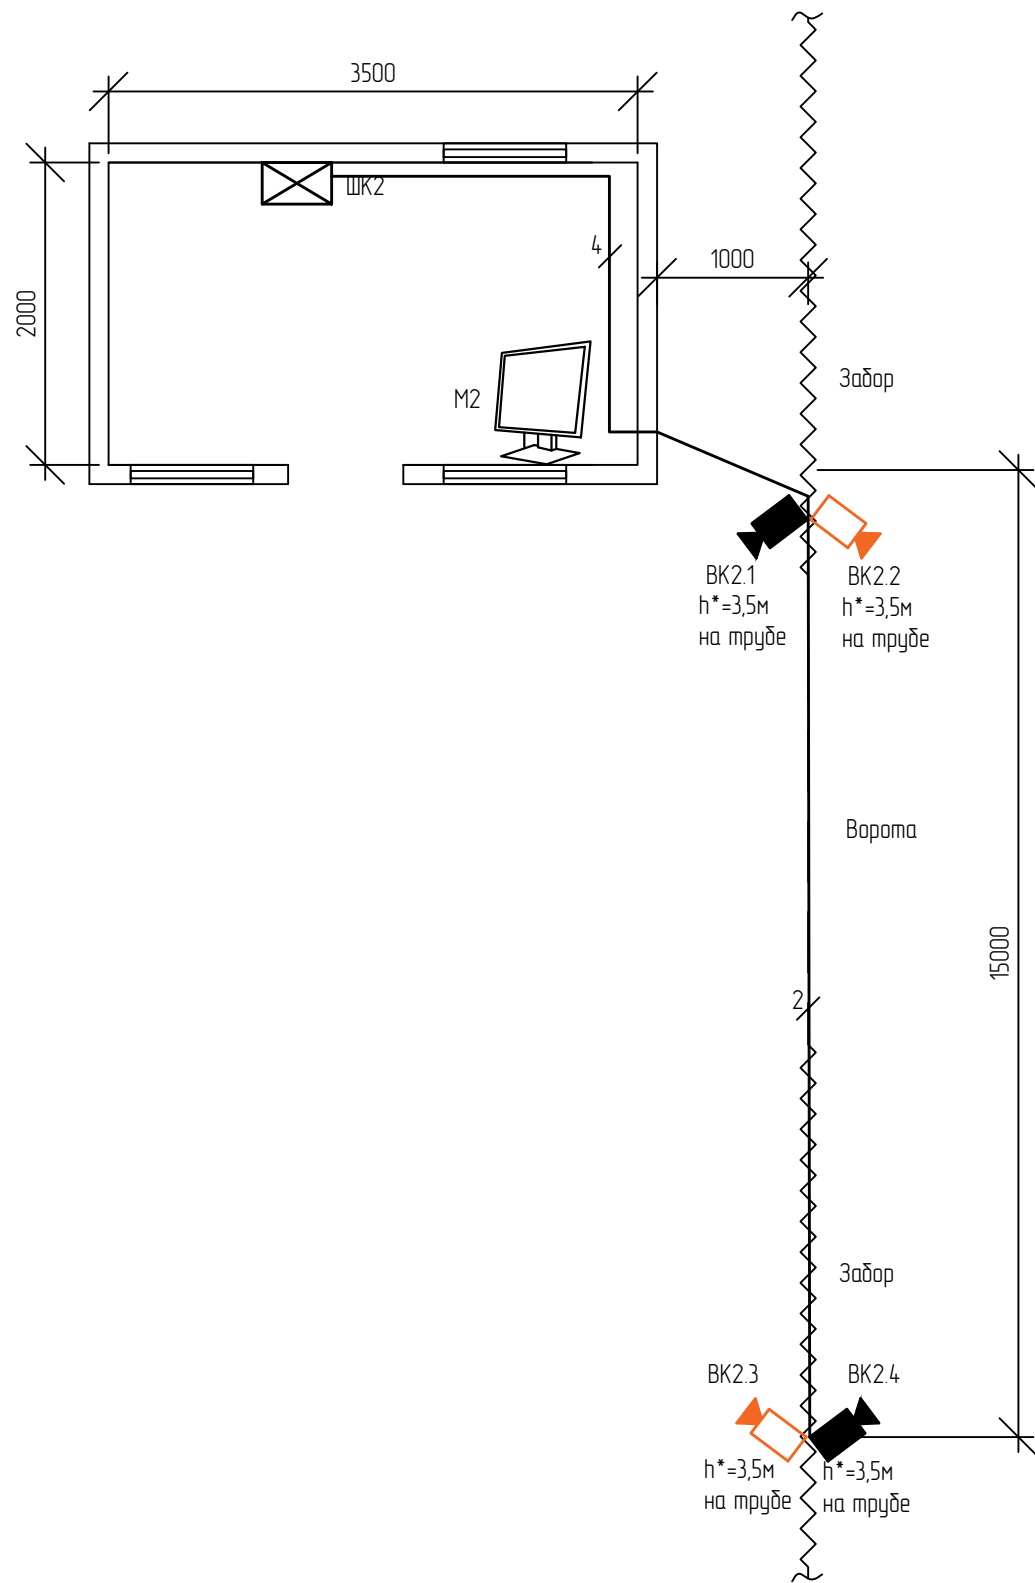 3500
ШК2
4
1000
2000
Забор
М2
ВК2.1
h*=3,5м
на трубе
ВК2.2
h*=3,5м
на трубе
Ворота
15000
2
Забор
ВК2.3
ВК2.4
h*=3,5м
на трубе
h*=3,5м
на трубе